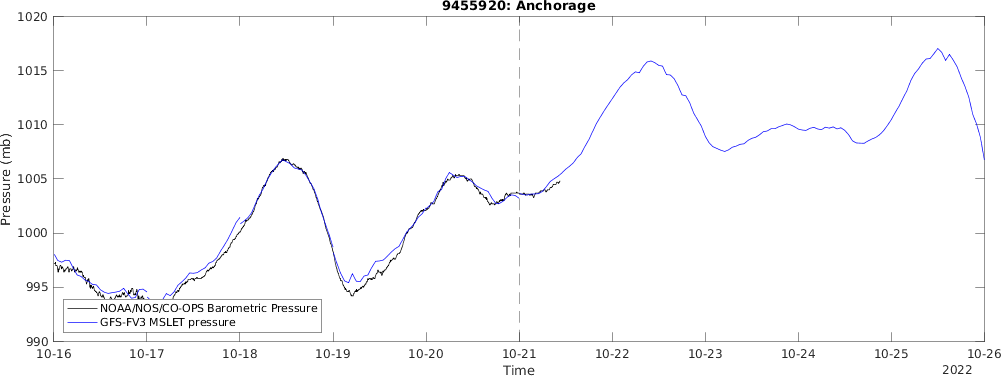 9455920: Anchorage
1020
1015
1010
1005
1000
995
990
Pressure (mb)
NOAA/NOS/CO-OPS Barometric Pressure
GFS-FV3 MSLET pressure
10-16 10-17 10-18 10-19 10-20 10-21 10-22 10-23 10-24 10-25 10-26
Time
2022